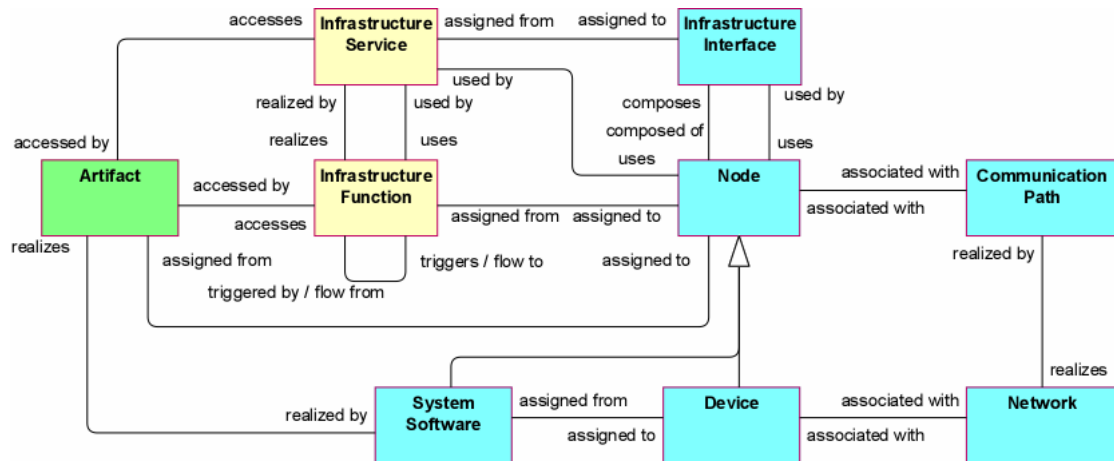 accesses
Infrastructure
Service
assigned from
assigned to
Infrastructure
Interface
used by
realized by
used by
composes
used by
accessed by
realizes
uses
composed of
uses
uses
Artifact
accessed by
Infrastructure
Function
Node
associated with
Communication
Path
accesses
assigned from
assigned to
associated with
realizes
assigned from
triggers / flow to
assigned to
realized by
triggered by / flow from
realizes
System
Software
assigned from
Device
associated with
Network
realized by
assigned to
associated with